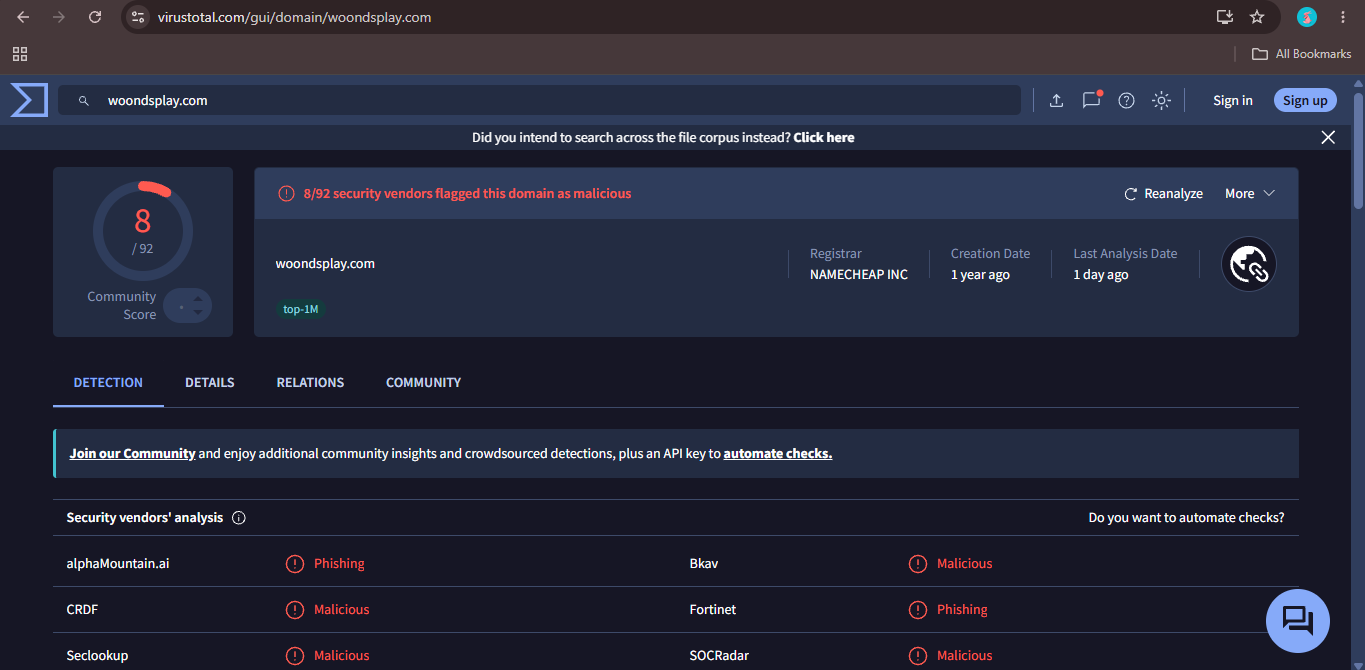 virustotal.com/gui/domain/woondsplay.com
All Bookmarks
woondsplay.com
Sign in
Sign up
Did you intend to search across the file corpus instead? Click here
8
/ 92
Community Score
8/92 security vendors flagged this domain as malicious
Reanalyze
More
woondsplay.com
top-1M
Registrar
NAMECHEAP INC
Creation Date
1 year ago
Last Analysis Date
1 day ago
DETECTION
DETAILS
RELATIONS
COMMUNITY
Join our Community and enjoy additional community insights and crowdsourced detections, plus an API key to automate checks.
Security vendors' analysis
Do you want to automate checks?
alphaMountain.ai Phishing Bkav Malicious
CRDF Malicious Fortinet Phishing
Seclookup Malicious SOCRadar Malicious